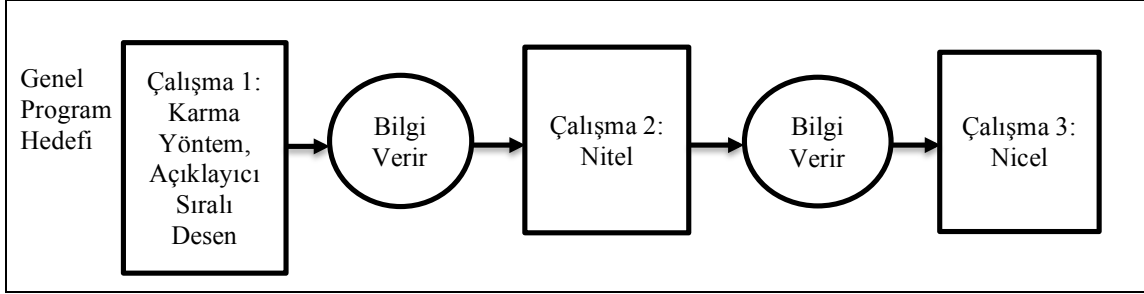 Genel
Program
Hedefi
Çalışma 1:
Karma
Yöntem,
Açıklayıcı
Sıralı
Desen
Bilgi
Verir
Çalışma 2:
Nitel
Bilgi
Verir
Çalışma 3:
Nicel